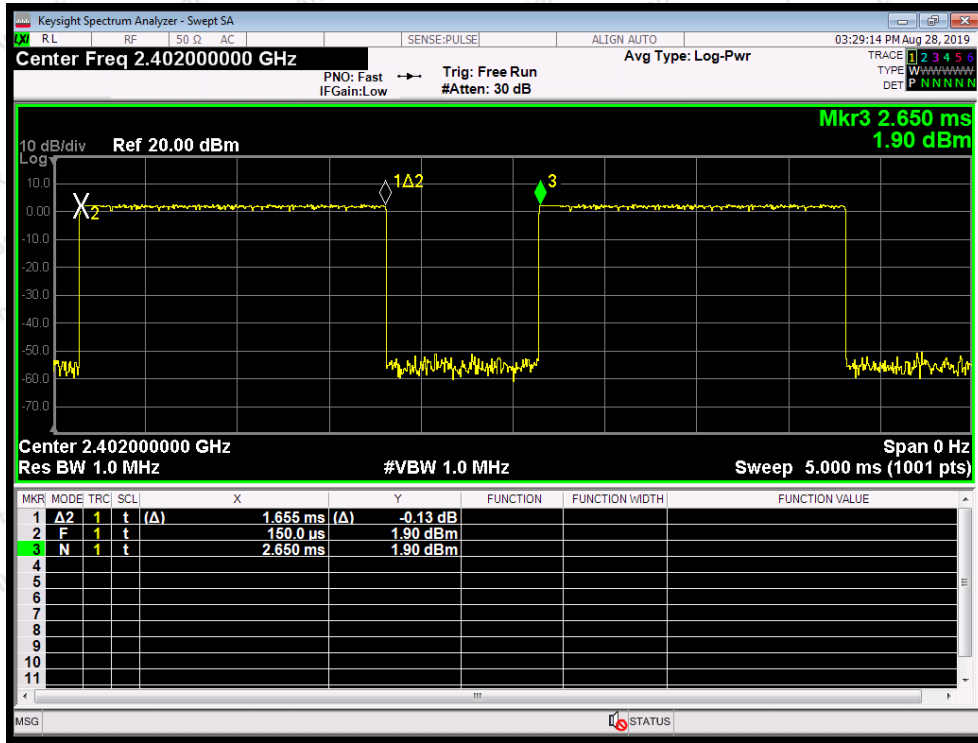 Keysight Spectrum Analyzer - Swept SA
LXI RL RF 50 Ω AC SENSE:PULSE ALIGN AUTO 03:29:14 PM Aug 28, 2019
Center Freq 2.402000000 GHz
PNO: Fast
IFGain:Low
Trig: Free Run
#Atten: 30 dB
Avg Type: Log-Pwr
TRACE 1 2 3 4 5 6
TYPE W
DET P N N N N N
Mkr3 2.650 ms
1.90 dBm
10 dB/div Ref 20.00 dBm
Log
10.0
0.00
-10.0
-20.0
-30.0
-40.0
-50.0
-60.0
-70.0
2
1Δ2
3
Center 2.402000000 GHz Span 0 Hz
Res BW 1.0 MHz #VBW 1.0 MHz Sweep 5.000 ms (1001 pts)
MKR MODE TRC SCL X Y FUNCTION FUNCTION WIDTH FUNCTION VALUE
1 Δ2 1 t (Δ) 1.655 ms (Δ) -0.13 dB
2 F 1 t 150.0 µs 1.90 dBm
3 N 1 t 2.650 ms 1.90 dBm
4
5
6
7
8
9
10
11
MSG STATUS